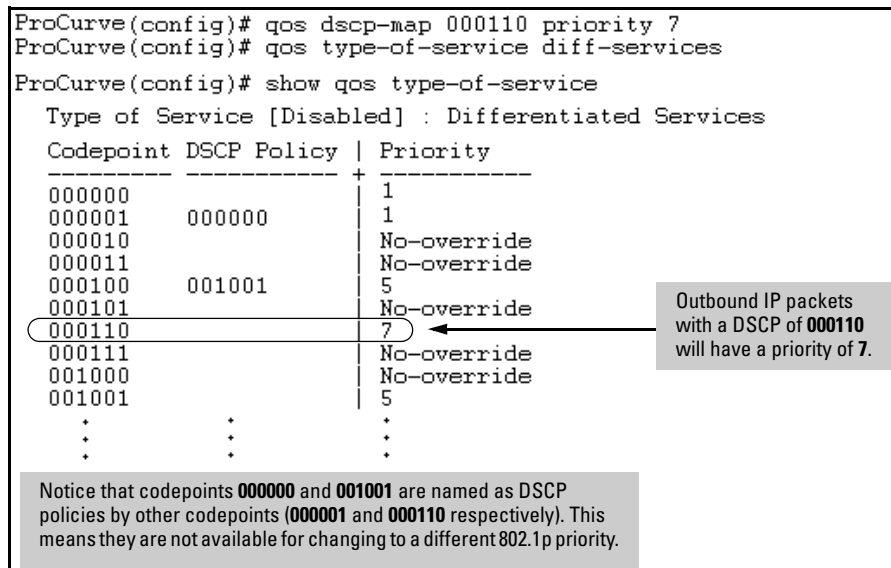 ProCurve(config)# qos dscp-map 000110 priority 7
ProCurve(config)# qos type-of-service diff-services
ProCurve(config)# show qos type-of-service
Type of Service [Disabled] : Differentiated Services
Codepoint DSCP Policy | Priority
--------- ----------- + -----------
000000 | 1
000001 000000 | 1
000010 | No-override
000011 | No-override
000100 001001 | 5
000101 | No-override
000110 | 7
000111 | No-override
001000 | No-override
001001 | 5
Outbound IP packets
with a DSCP of 000110
will have a priority of 7.
Notice that codepoints 000000 and 001001 are named as DSCP
policies by other codepoints (000001 and 000110 respectively). This
means they are not available for changing to a different 802.1p priority.